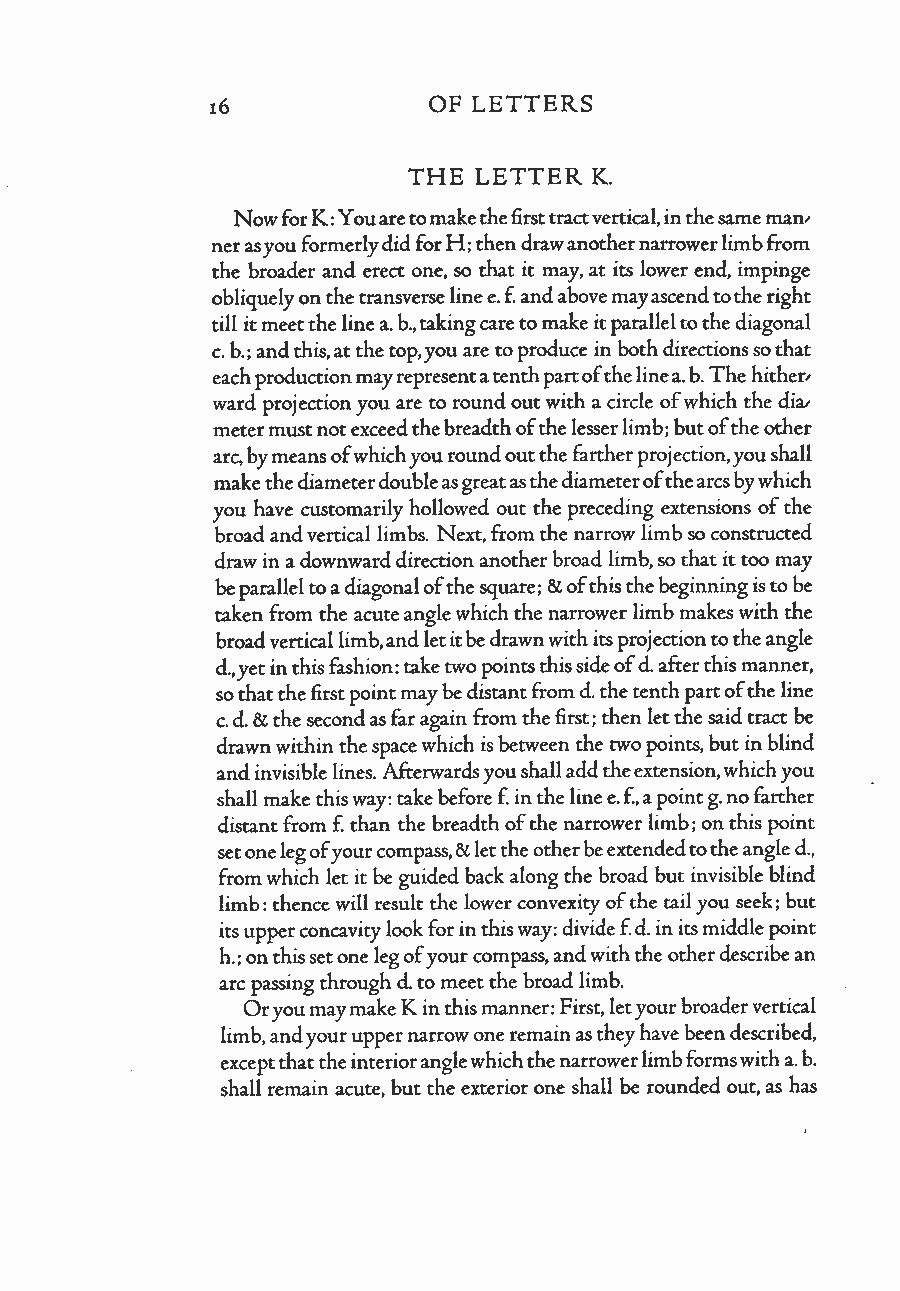 16 OF LETTERS
THE LETTER K.
Now for K: You are to make the first tract vertical, in the same man-
ner as you formerly did for H; then draw another narrower limb from
the broader and erect one, so that it may, at its lower end, impinge
obliquely on the transverse line e. f. and above may ascend to the right
till it meet the line a. b., taking care to make it parallel to the diagonal
c. b.; and this, at the top, you are to produce in both directions so that
each production may represent a tenth part of the line a. b. The hither-
ward projection you are to round out with a circle of which the dia-
meter must not exceed the breadth of the lesser limb; but of the other
arc, by means of which you round out the farther projection, you shall
make the diameter double as great as the diameter of the arcs by which
you have customarily hollowed out the preceding extensions of the
broad and vertical limbs. Next, from the narrow limb so constructed
draw in a downward direction another broad limb, so that it too may
be parallel to a diagonal of the square; & of this the beginning is to be
taken from the acute angle which the narrower limb makes with the
broad vertical limb, and let it be drawn with its projection to the angle
d., yet in this fashion: take two points this side of d. after this manner,
so that the first point may be distant from d. the tenth part of the line
c. d. & the second as far again from the first; then let the said tract be
drawn within the space which is between the two points, but in blind
and invisible lines. Afterwards you shall add the extension, which you
shall make this way: take before f. in the line e. f., a point g. no farther
distant from f. than the breadth of the narrower limb; on this point
set one leg of your compass, & let the other be extended to the angle d.,
from which let it be guided back along the broad but invisible blind
limb: thence will result the lower convexity of the tail you seek; but
its upper concavity look for in this way: divide f. d. in its middle point
h.; on this set one leg of your compass, and with the other describe an
arc passing through d. to meet the broad limb.
Or you may make K in this manner: First, let your broader vertical
limb, and your upper narrow one remain as they have been described,
except that the interior angle which the narrower limb forms with a. b.
shall remain acute, but the exterior one shall be rounded out, as has